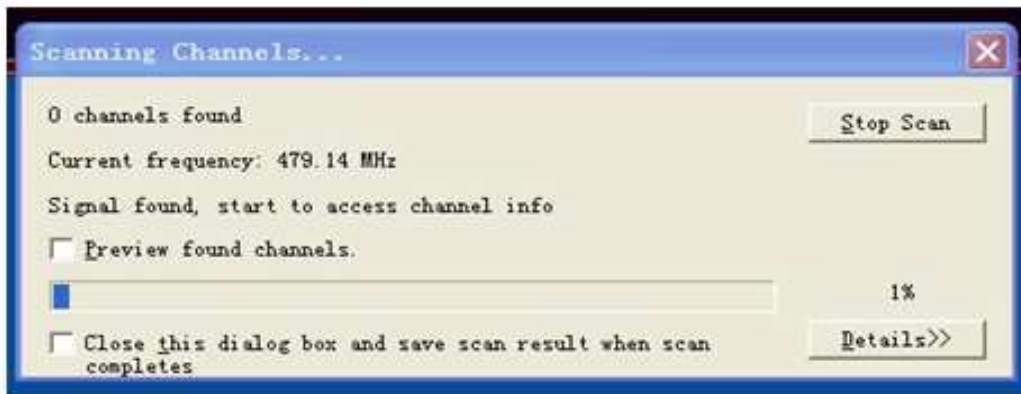 Scanning Channels...
0 channels found
Stop Scan
Current frequency: 479.14 MHz
Signal found, start to access channel info
Preview found channels.
1%
Close this dialog box and save scan result when scan
completes
Details>>